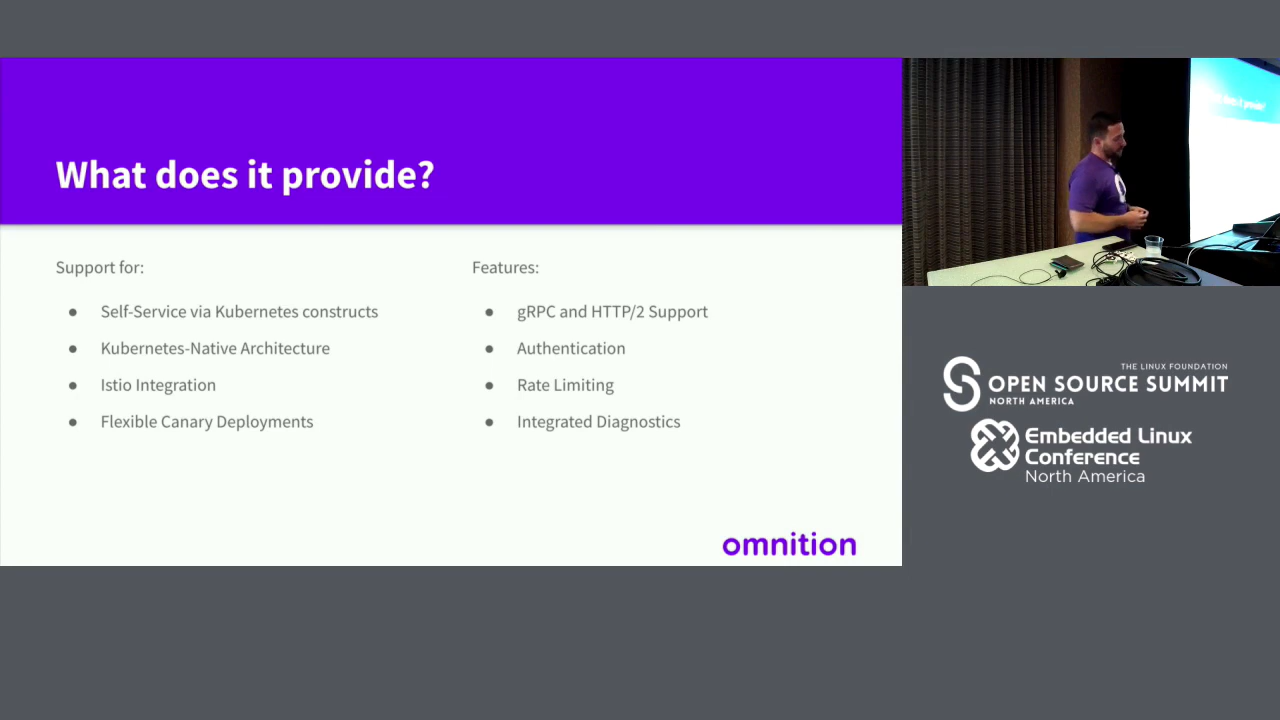 What does it provide?
Support for:
● Self-Service via Kubernetes constructs
● Kubernetes-Native Architecture
● Istio Integration
● Flexible Canary Deployments
Features:
● gRPC and HTTP/2 Support
● Authentication
● Rate Limiting
● Integrated Diagnostics
omnition
THE LINUX FOUNDATION
OPEN SOURCE SUMMIT
NORTH AMERICA
Embedded Linux
Conference
North America